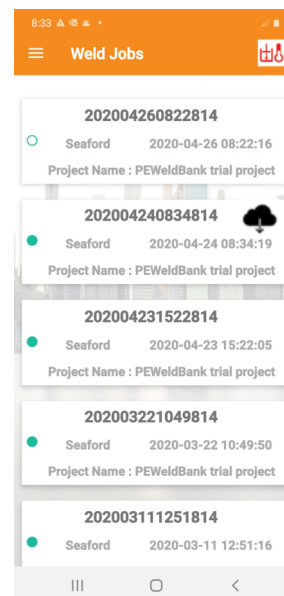 8:33
Weld Jobs
202004260822814
Seaford 2020-04-26 08:22:16
Project Name : PEWeldBank trial project
202004240834814
Seaford 2020-04-24 08:34:19
Project Name : PEWeldBank trial project
202004231522814
Seaford 2020-04-23 15:22:05
Project Name : PEWeldBank trial project
202003221049814
Seaford 2020-03-22 10:49:50
Project Name : PEWeldBank trial project
202003111251814
Seaford 2020-03-11 12:51:16